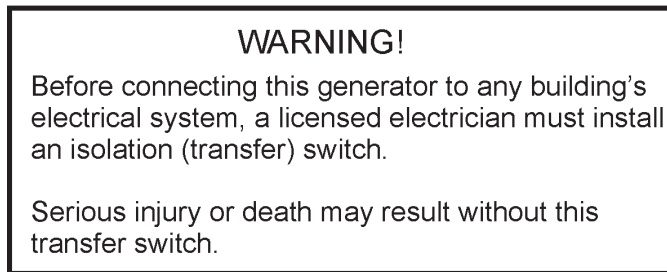 WARNING!
Before connecting this generator to any building's
electrical system, a licensed electrician must install
an isolation (transfer) switch.
Serious injury or death may result without this
transfer switch.